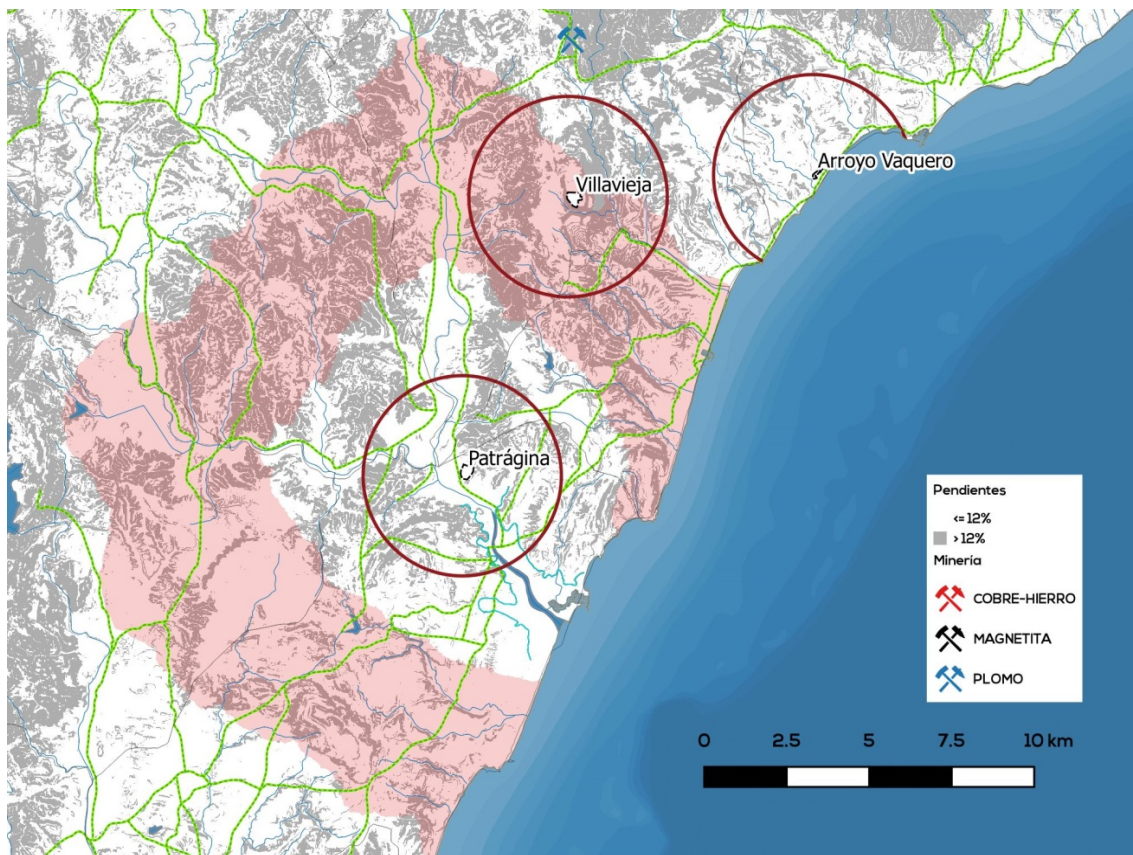 Villavieja
Arroyo Vaquero
Patrágina
Pendientes
<= 12%
> 12%
Minería
COBRE-HIERRO
MAGNETITA
PLOMO
0 2.5 5 7.5 10 km